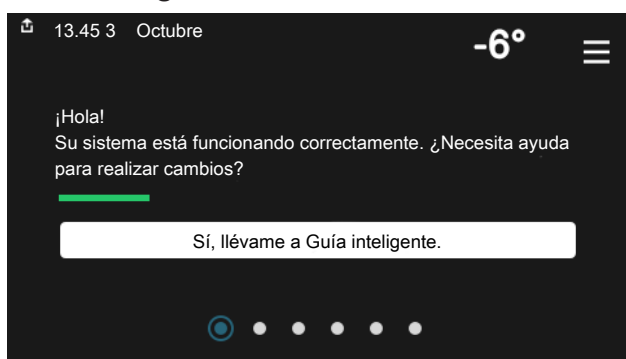 13.45 3 Octubre
-6°
¡Hola!
Su sistema está funcionando correctamente. ¿Necesita ayuda
para realizar cambios?
Sí, llévame a Guía inteligente.